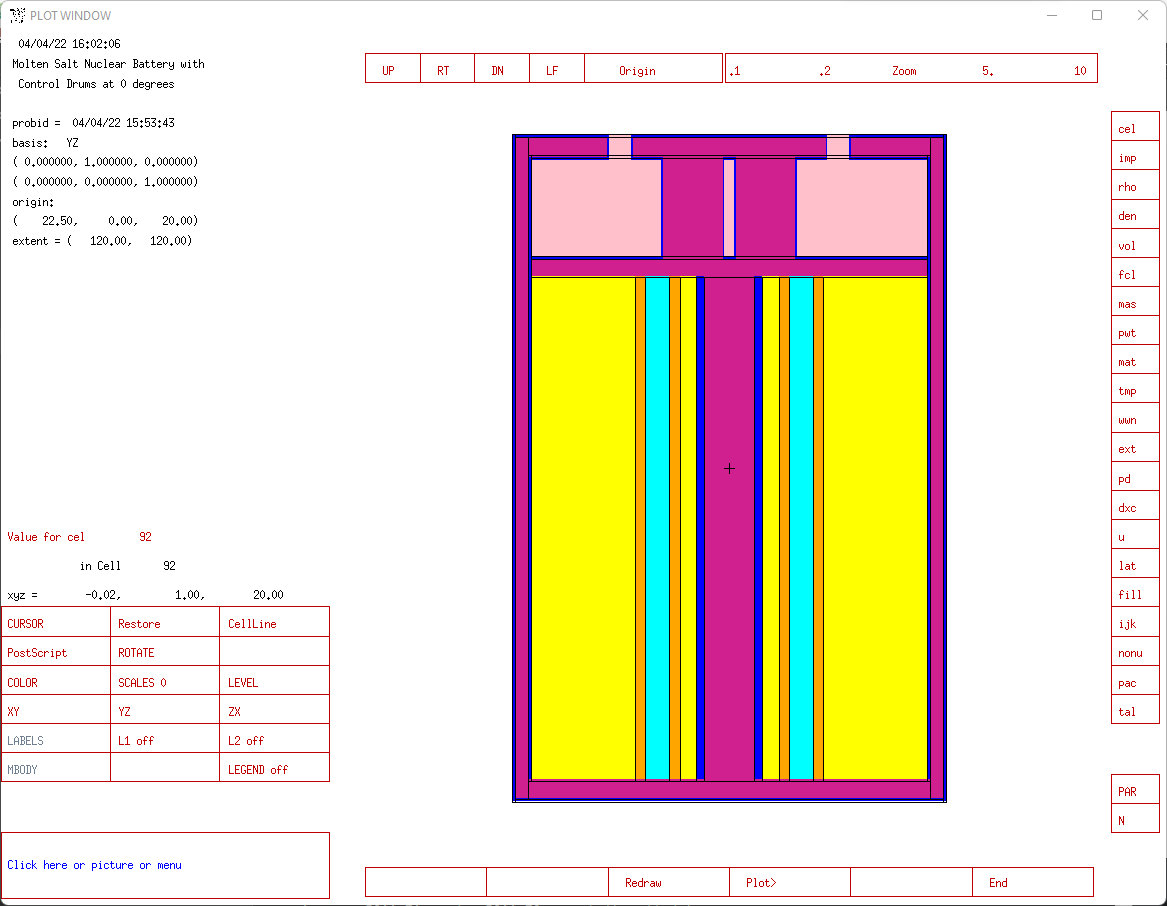 PLOT WINDOW
04/04/22 16:02:06
Molten Salt Nuclear Battery with
Control Drums at 0 degrees
probid = 04/04/22 15:53:43
basis: YZ
( 0.000000, 1.000000, 0.000000)
( 0.000000, 0.000000, 1.000000)
origin:
( 22.50, 0.00, 20.00)
extent = ( 120.00, 120.00)
UP RT DN LF Origin .1 .2 Zoom 5. 10
cel
imp
rho
den
vol
fcl
mas
pwt
mat
tmp
wwn
ext
pd
dxc
u
lat
fill
ijk
nonu
pac
tal
PAR
N
Value for cel 92
in Cell 92
xyz = -0.02, 1.00, 20.00
CURSOR Restore CellLine
PostScript ROTATE
COLOR SCALES 0 LEVEL
XY YZ ZX
LABELS L1 off L2 off
MBODY LEGEND off
Click here or picture or menu
Redraw Plot> End